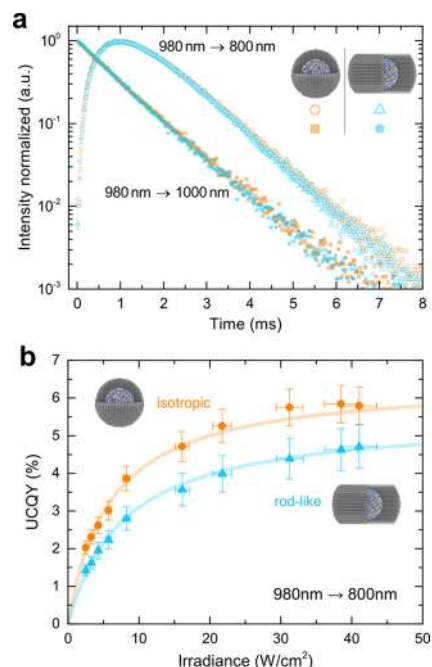 a
980 nm → 800 nm
980 nm → 1000 nm
Intensity normalized (a.u.)
10⁰
10⁻¹
10⁻²
10⁻³
0 1 2 3 4 5 6 7 8
Time (ms)
b
isotropic
rod-like
980nm → 800nm
UCQY (%)
7
6
5
4
3
2
1
0
0 10 20 30 40 50
Irradiance (W/cm²)